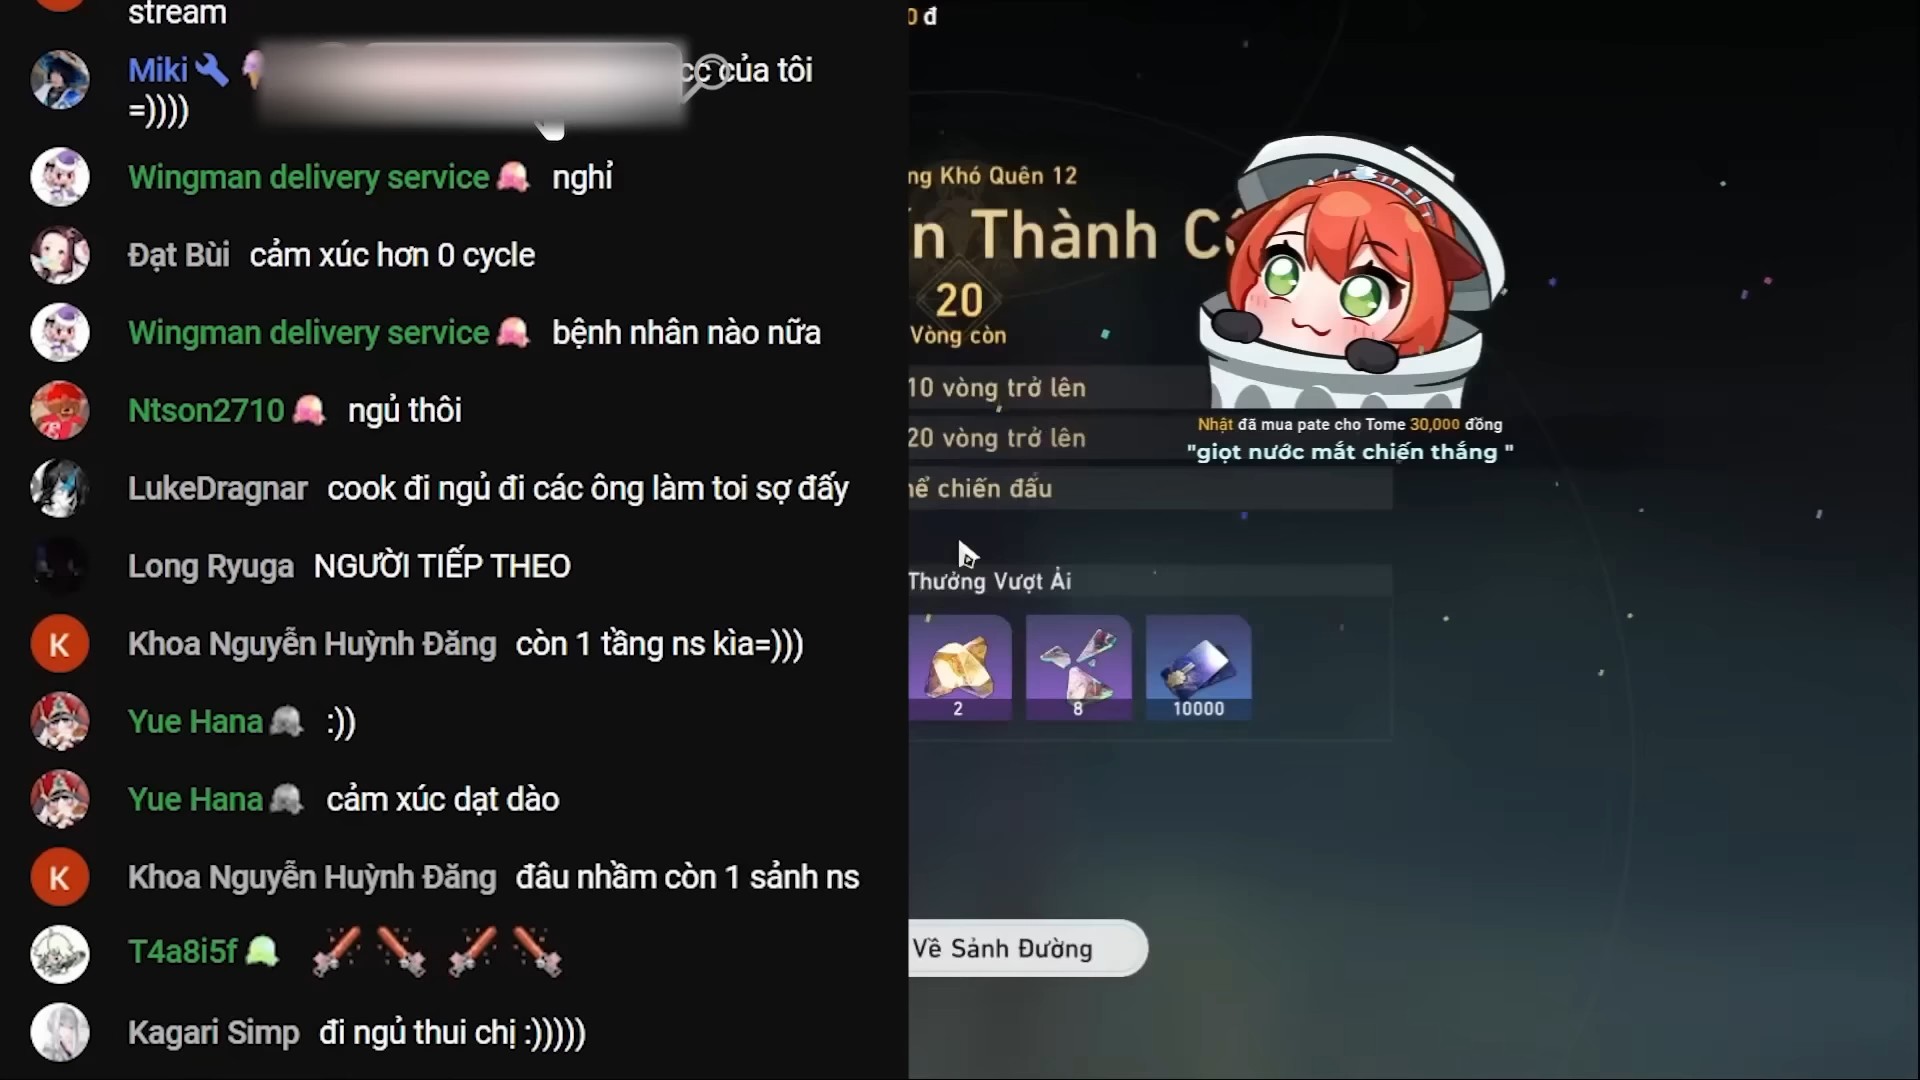 stream
Miki cc của tôi
=))))
Wingman delivery service nghỉ
Đạt Bùi cảm xúc hơn 0 cycle
Wingman delivery service bệnh nhân nào nữa
Ntson2710 ngủ thôi
LukeDragnar cook đi ngủ đi các ông làm toi sợ đấy
Long Ryuga NGƯỜI TIẾP THEO
K Khoa Nguyễn Huỳnh Đăng còn 1 tầng ns kìa=)))
Yue Hana :))
Yue Hana cảm xúc dạt dào
K Khoa Nguyễn Huỳnh Đăng đâu nhầm còn 1 sảnh ns
T4a8i5f
Kagari Simp đi ngủ thui chị :)))))
0 đ
ng Khó Quên 12
n Thành C
20
Vòng còn
10 vòng trở lên
20 vòng trở lên
hể chiến đấu
Nhật đã mua pate cho Tome 30,000 đồng
"giọt nước mắt chiến thắng "
Thưởng Vượt Ải
2
8
10000
Về Sảnh Đường